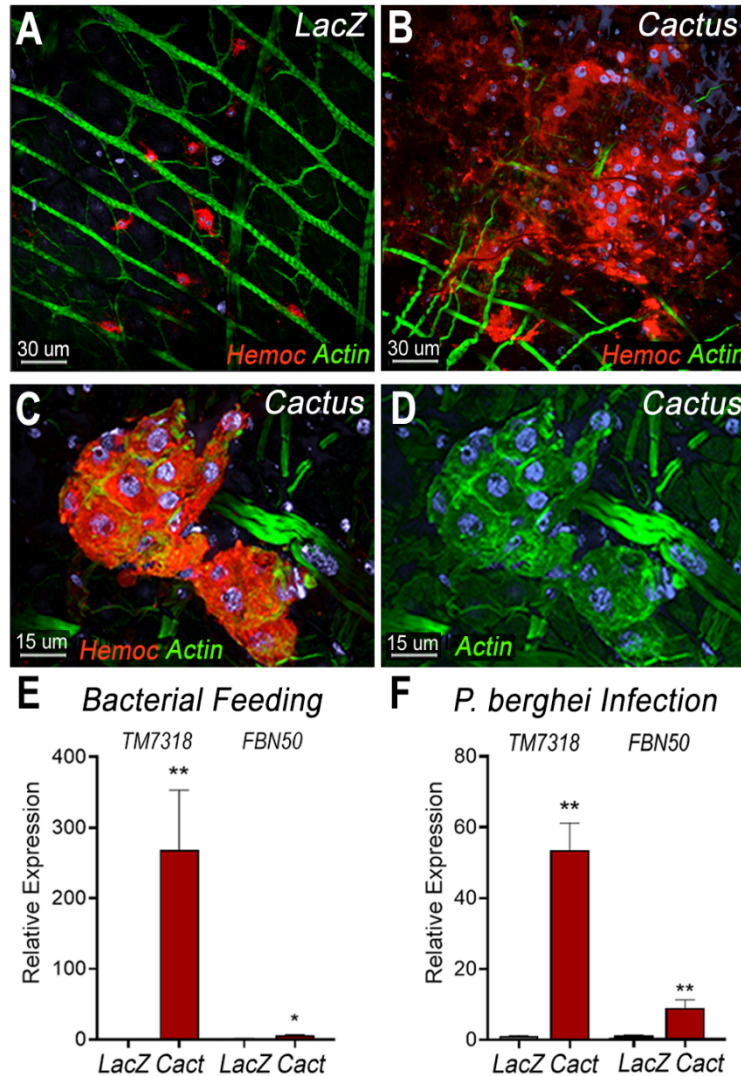 A LacZ
30 um Hemoc Actin
B Cactus
30 um Hemoc Actin
C Cactus
15 um Hemoc Actin
D Cactus
15 um Actin
E Bacterial Feeding
TM7318 FBN50
Relative Expression
400
300
200
100
0
** *
LacZ Cact LacZ Cact
F P. berghei Infection
TM7318 FBN50
Relative Expression
80
60
40
20
0
** **
LacZ Cact LacZ Cact